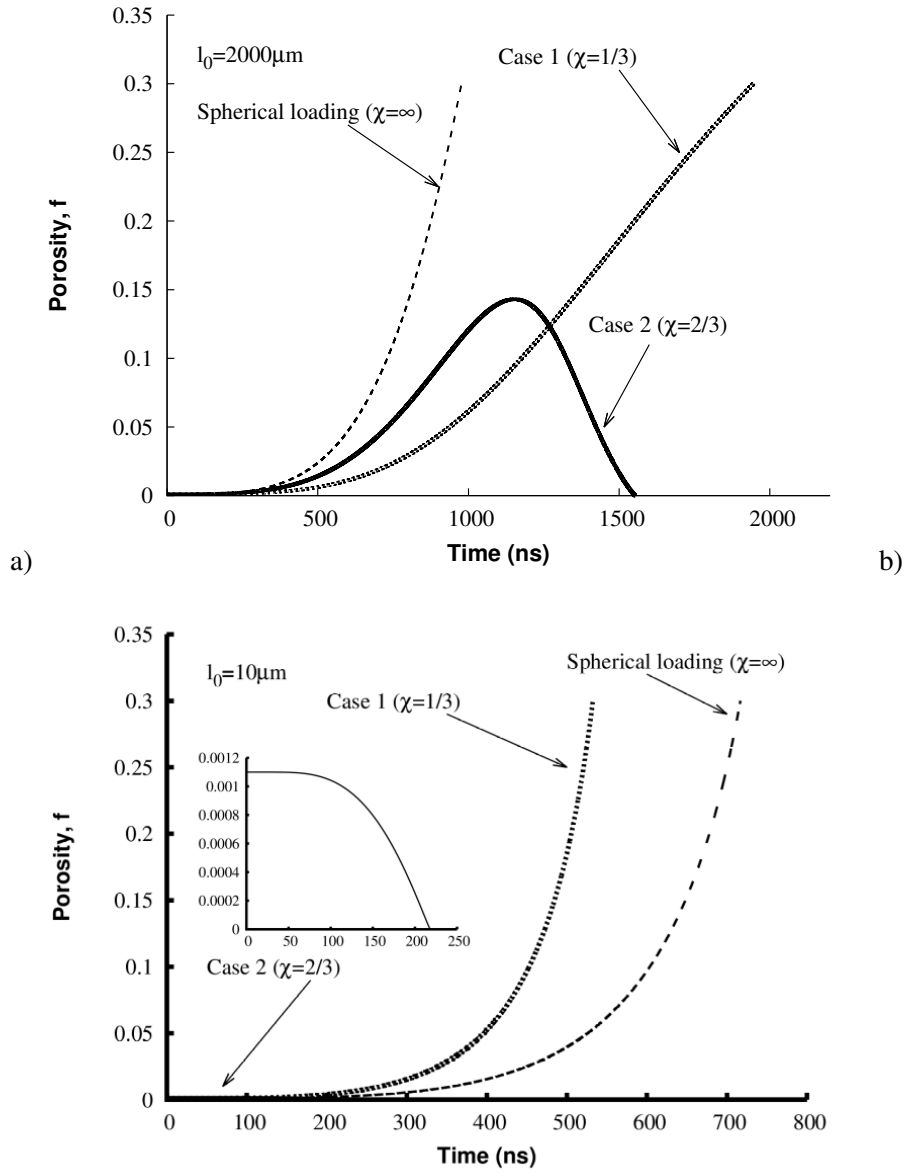 0.35
0.3
0.25
0.2
0.15
0.1
0.05
0
Porosity, f
l0=2000μm
Spherical loading (χ=∞)
Case 1 (χ=1/3)
Case 2 (χ=2/3)
0 500 1000 1500 2000
Time (ns)
a)
b)
0.35
0.3
0.25
0.2
0.15
0.1
0.05
0
Porosity, f
l0=10μm
Case 1 (χ=1/3)
Spherical loading (χ=∞)
0.0012
0.001
0.0008
0.0006
0.0004
0.0002
0
0 50 100 150 200 250
Case 2 (χ=2/3)
0 100 200 300 400 500 600 700 800
Time (ns)